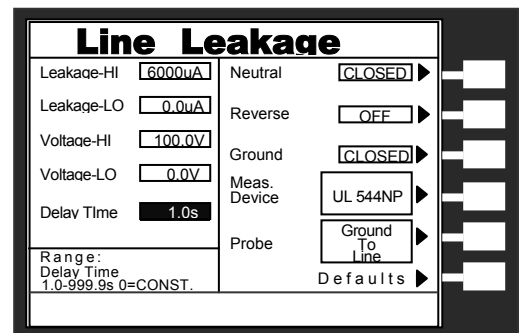 Line Leakage
Leakage-HI 6000uA
Leakage-LO 0.0uA
Voltage-HI 100.0V
Voltage-LO 0.0V
Delay TIme 1.0s
Range:
Delay Time
1.0-999.9s 0=CONST.
Neutral CLOSED
Reverse OFF
Ground CLOSED
Meas.
Device UL 544NP
Probe Ground
To
Line
Defaults